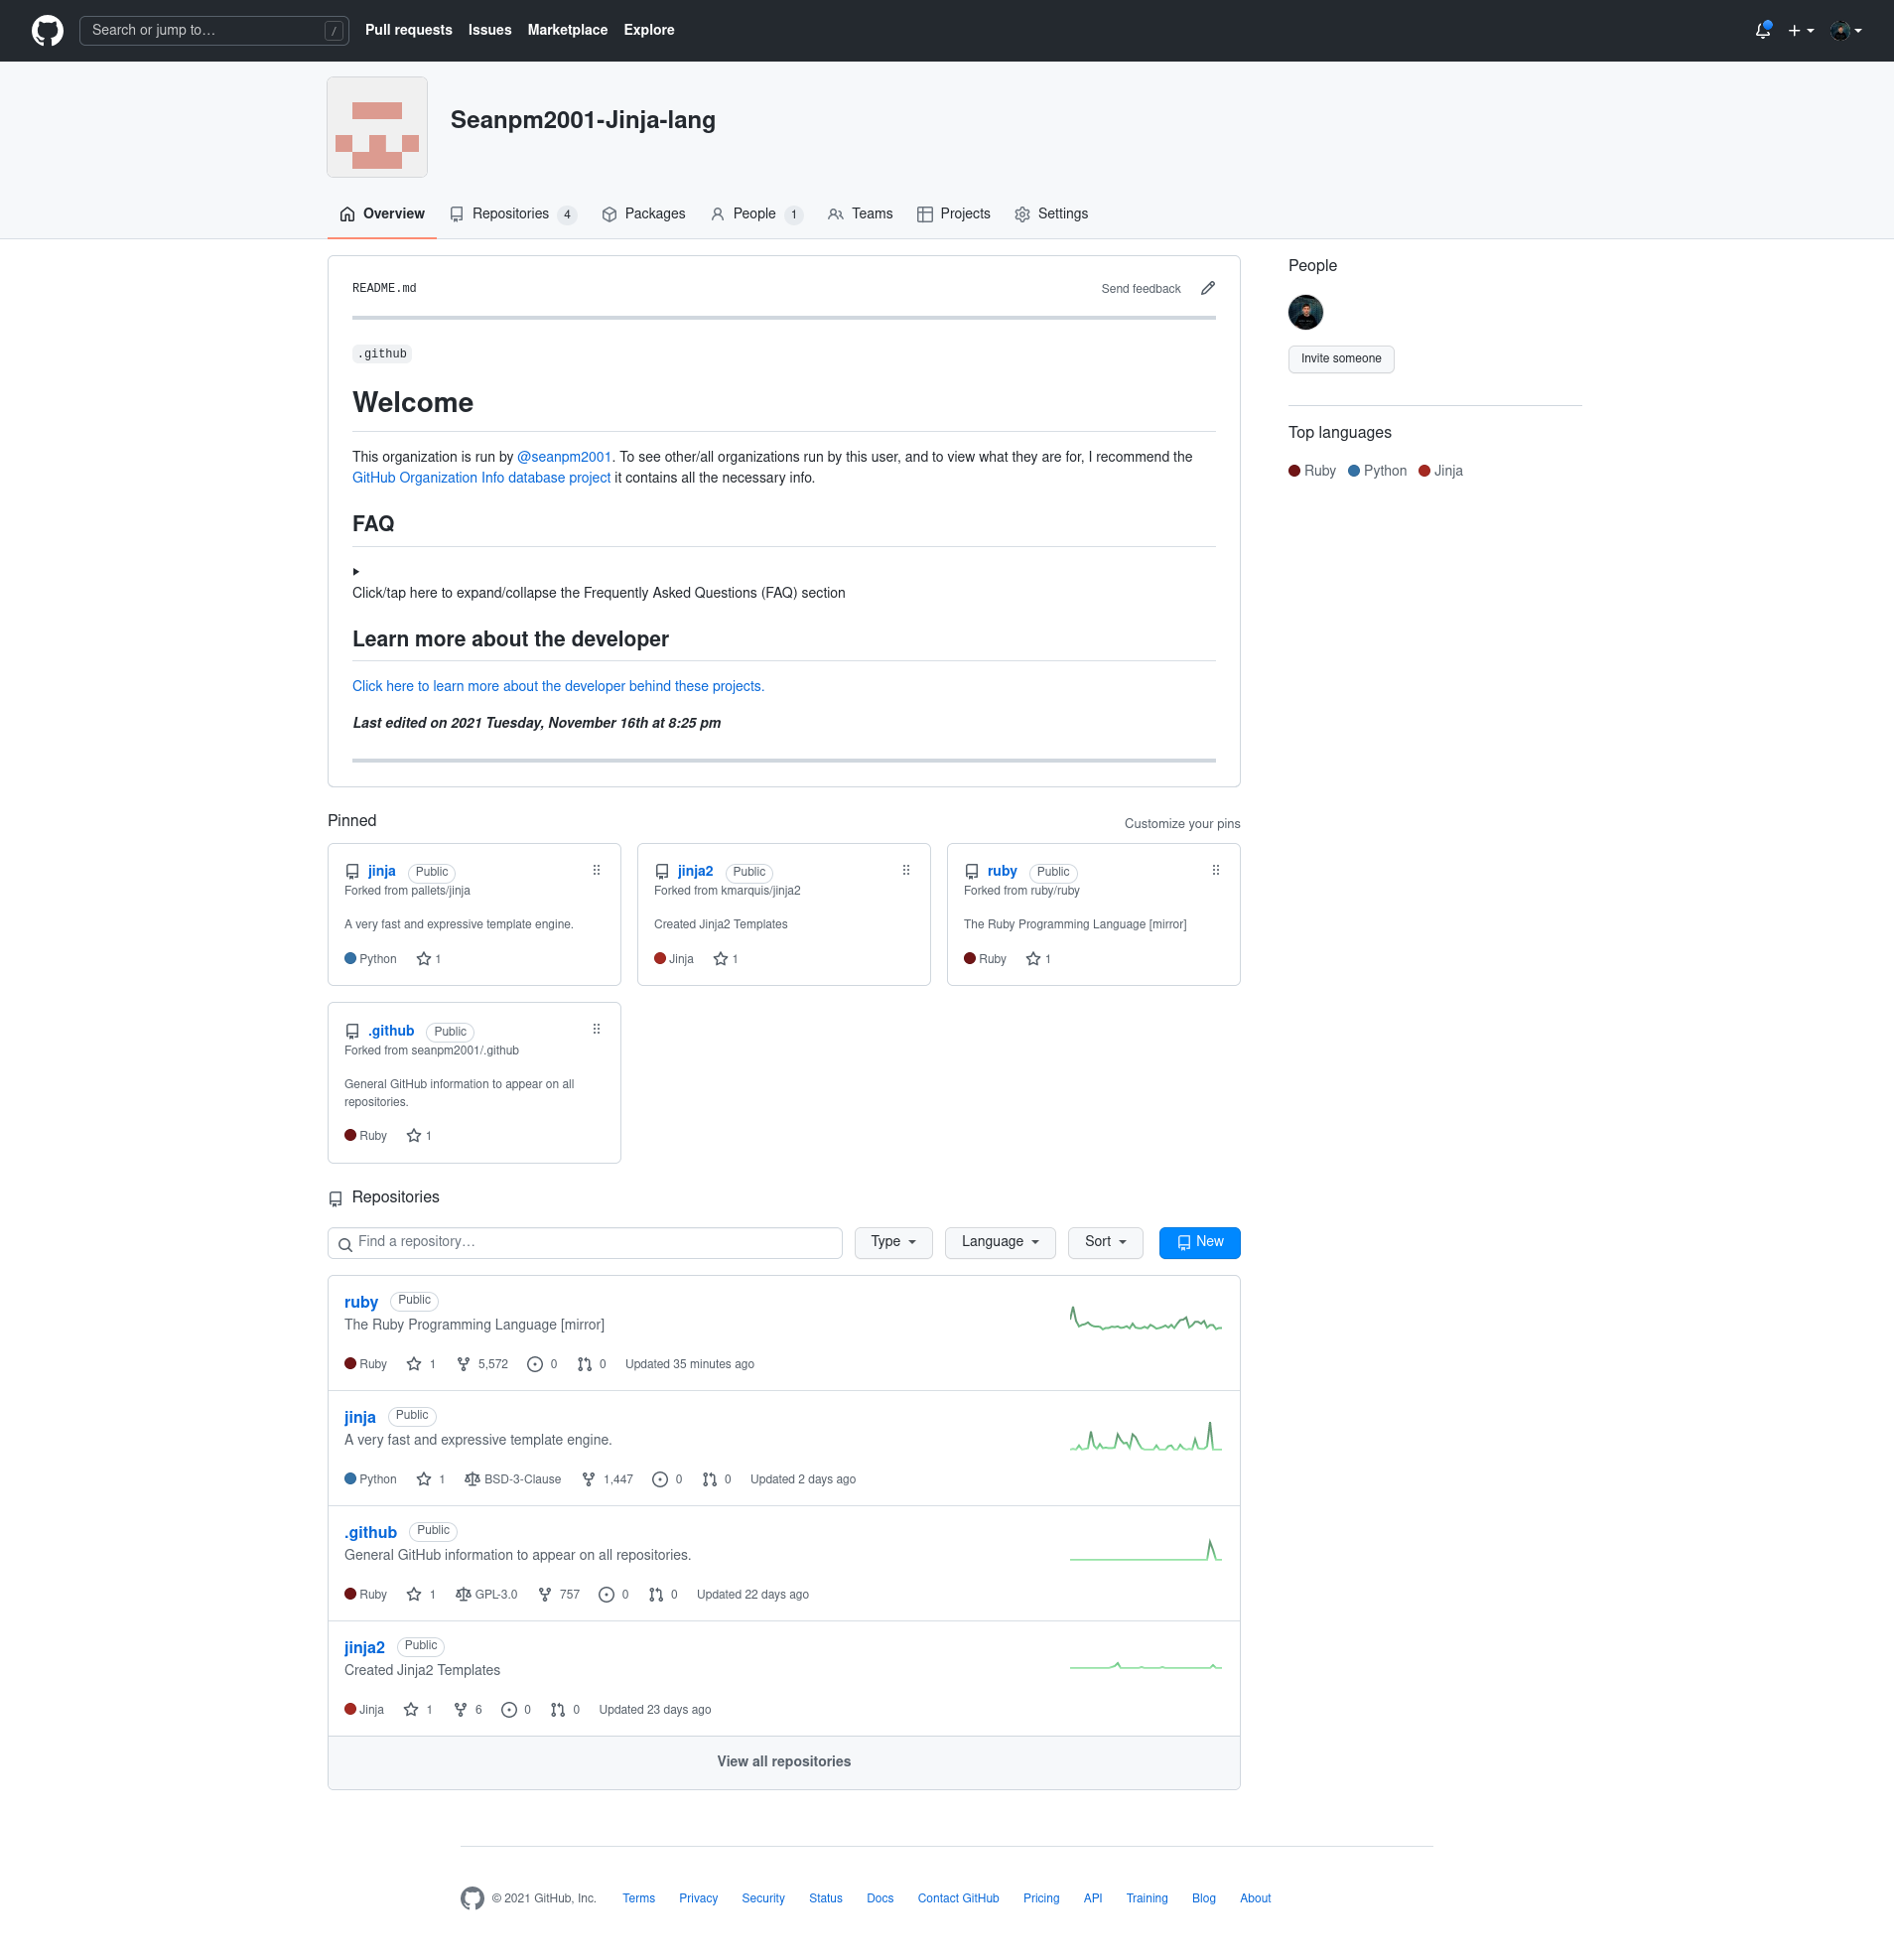 Search or jump to…
/
Pull requests
Issues
Marketplace
Explore
Seanpm2001-Jinja-lang
Overview
Repositories 4
Packages
People 1
Teams
Projects
Settings
README.md
Send feedback
.github
Welcome
This organization is run by @seanpm2001. To see other/all organizations run by this user, and to view what they are for, I recommend the
GitHub Organization Info database project it contains all the necessary info.
FAQ
Click/tap here to expand/collapse the Frequently Asked Questions (FAQ) section
Learn more about the developer
Click here to learn more about the developer behind these projects.
Last edited on 2021 Tuesday, November 16th at 8:25 pm
People
Invite someone
Top languages
Ruby Python Jinja
Pinned
Customize your pins
jinja Public
Forked from pallets/jinja
A very fast and expressive template engine.
Python 1
jinja2 Public
Forked from kmarquis/jinja2
Created Jinja2 Templates
Jinja 1
ruby Public
Forked from ruby/ruby
The Ruby Programming Language [mirror]
Ruby 1
.github Public
Forked from seanpm2001/.github
General GitHub information to appear on all
repositories.
Ruby 1
Repositories
Find a repository…
Type
Language
Sort
New
ruby Public
The Ruby Programming Language [mirror]
Ruby 1 5,572 0 0 Updated 35 minutes ago
jinja Public
A very fast and expressive template engine.
Python 1 BSD-3-Clause 1,447 0 0 Updated 2 days ago
.github Public
General GitHub information to appear on all repositories.
Ruby 1 GPL-3.0 757 0 0 Updated 22 days ago
jinja2 Public
Created Jinja2 Templates
Jinja 1 6 0 0 Updated 23 days ago
View all repositories
© 2021 GitHub, Inc. Terms Privacy Security Status Docs Contact GitHub Pricing API Training Blog About